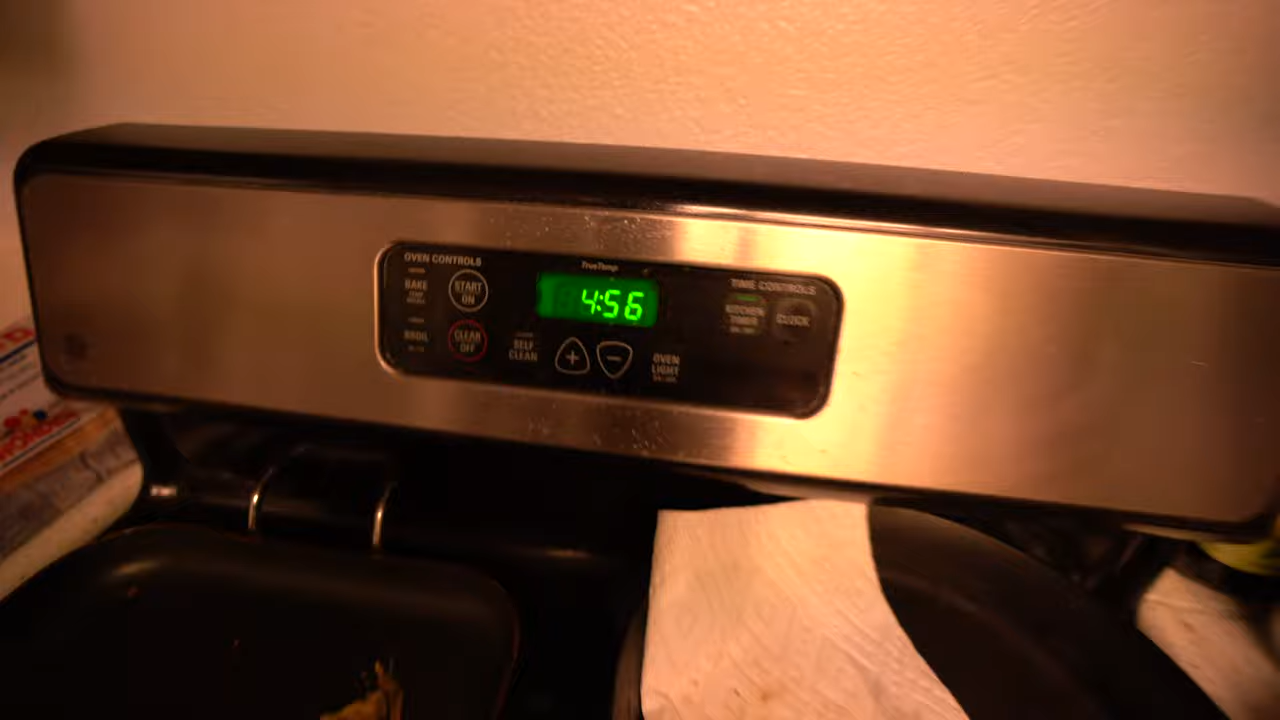 OVEN CONTROLS
BAKE
START
ON
BROIL
CLEAR
OFF
SELF
CLEAN
TrueTemp
4:56
+
−
OVEN
LIGHT
TIME CONTROLS
KITCHEN
TIMER
CLOCK